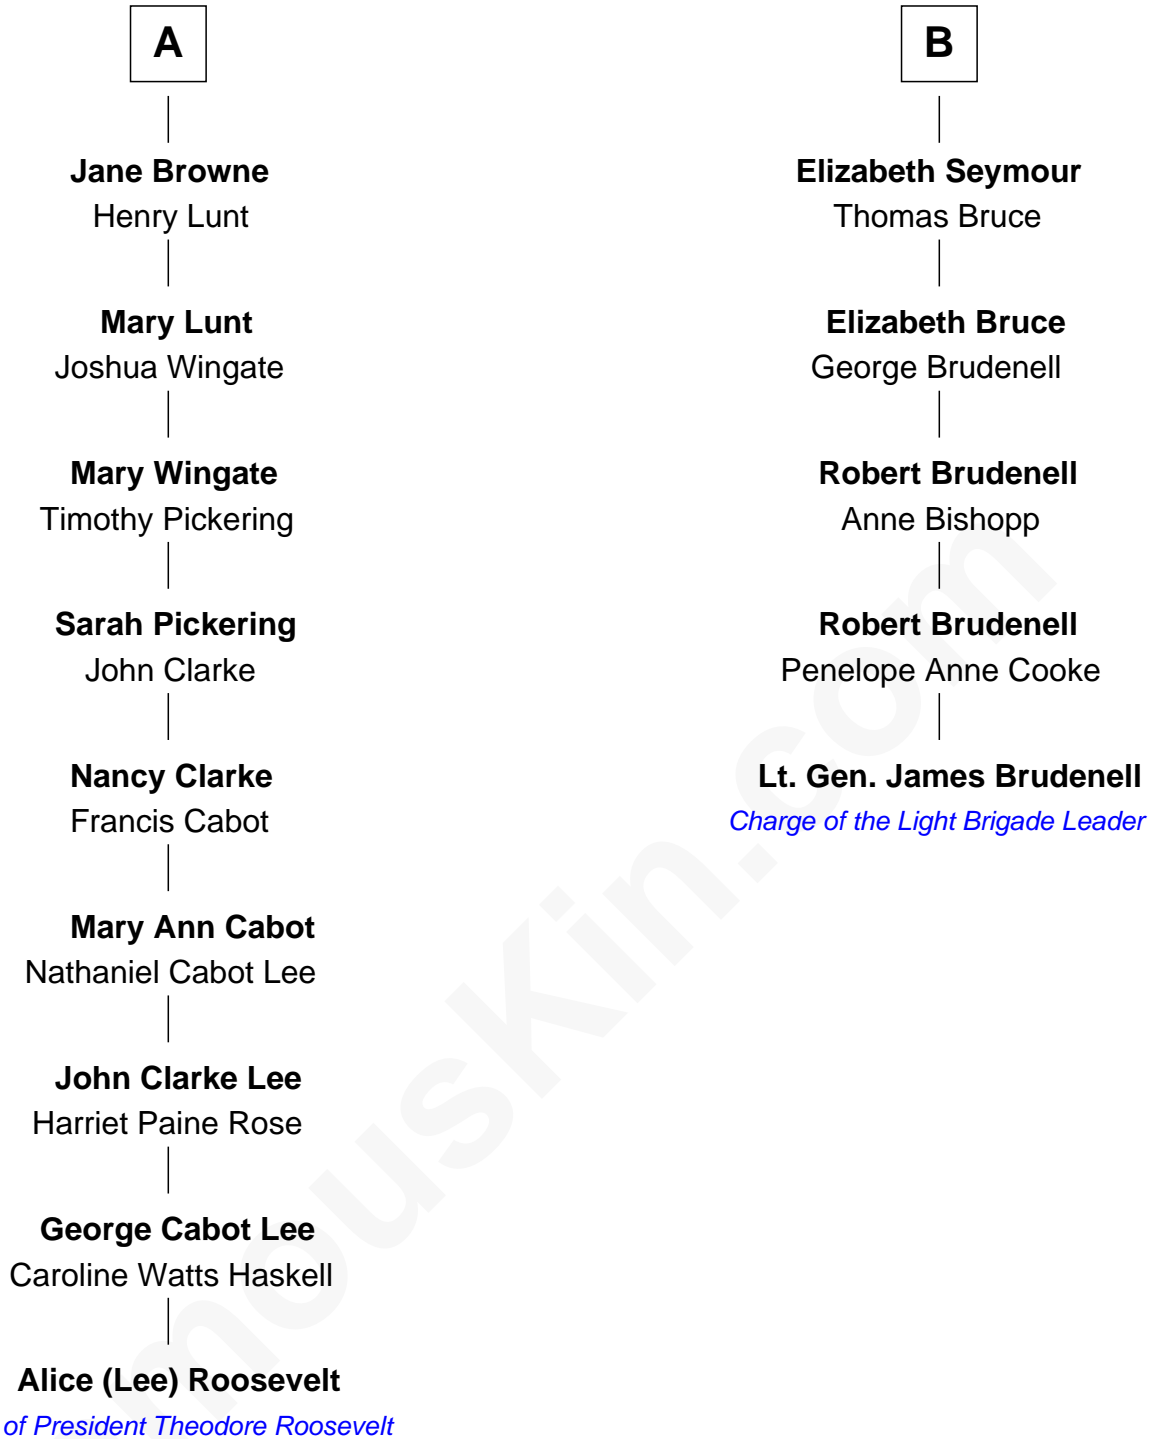 A
Jane Browne
Henry Lunt
Mary Lunt
Joshua Wingate
Mary Wingate
Timothy Pickering
Sarah Pickering
John Clarke
Nancy Clarke
Francis Cabot
Mary Ann Cabot
Nathaniel Cabot Lee
John Clarke Lee
Harriet Paine Rose
George Cabot Lee
Caroline Watts Haskell
Alice (Lee) Roosevelt
of President Theodore Roosevelt
B
Elizabeth Seymour
Thomas Bruce
Elizabeth Bruce
George Brudenell
Robert Brudenell
Anne Bishopp
Robert Brudenell
Penelope Anne Cooke
Lt. Gen. James Brudenell
Charge of the Light Brigade Leader
mousKin.com